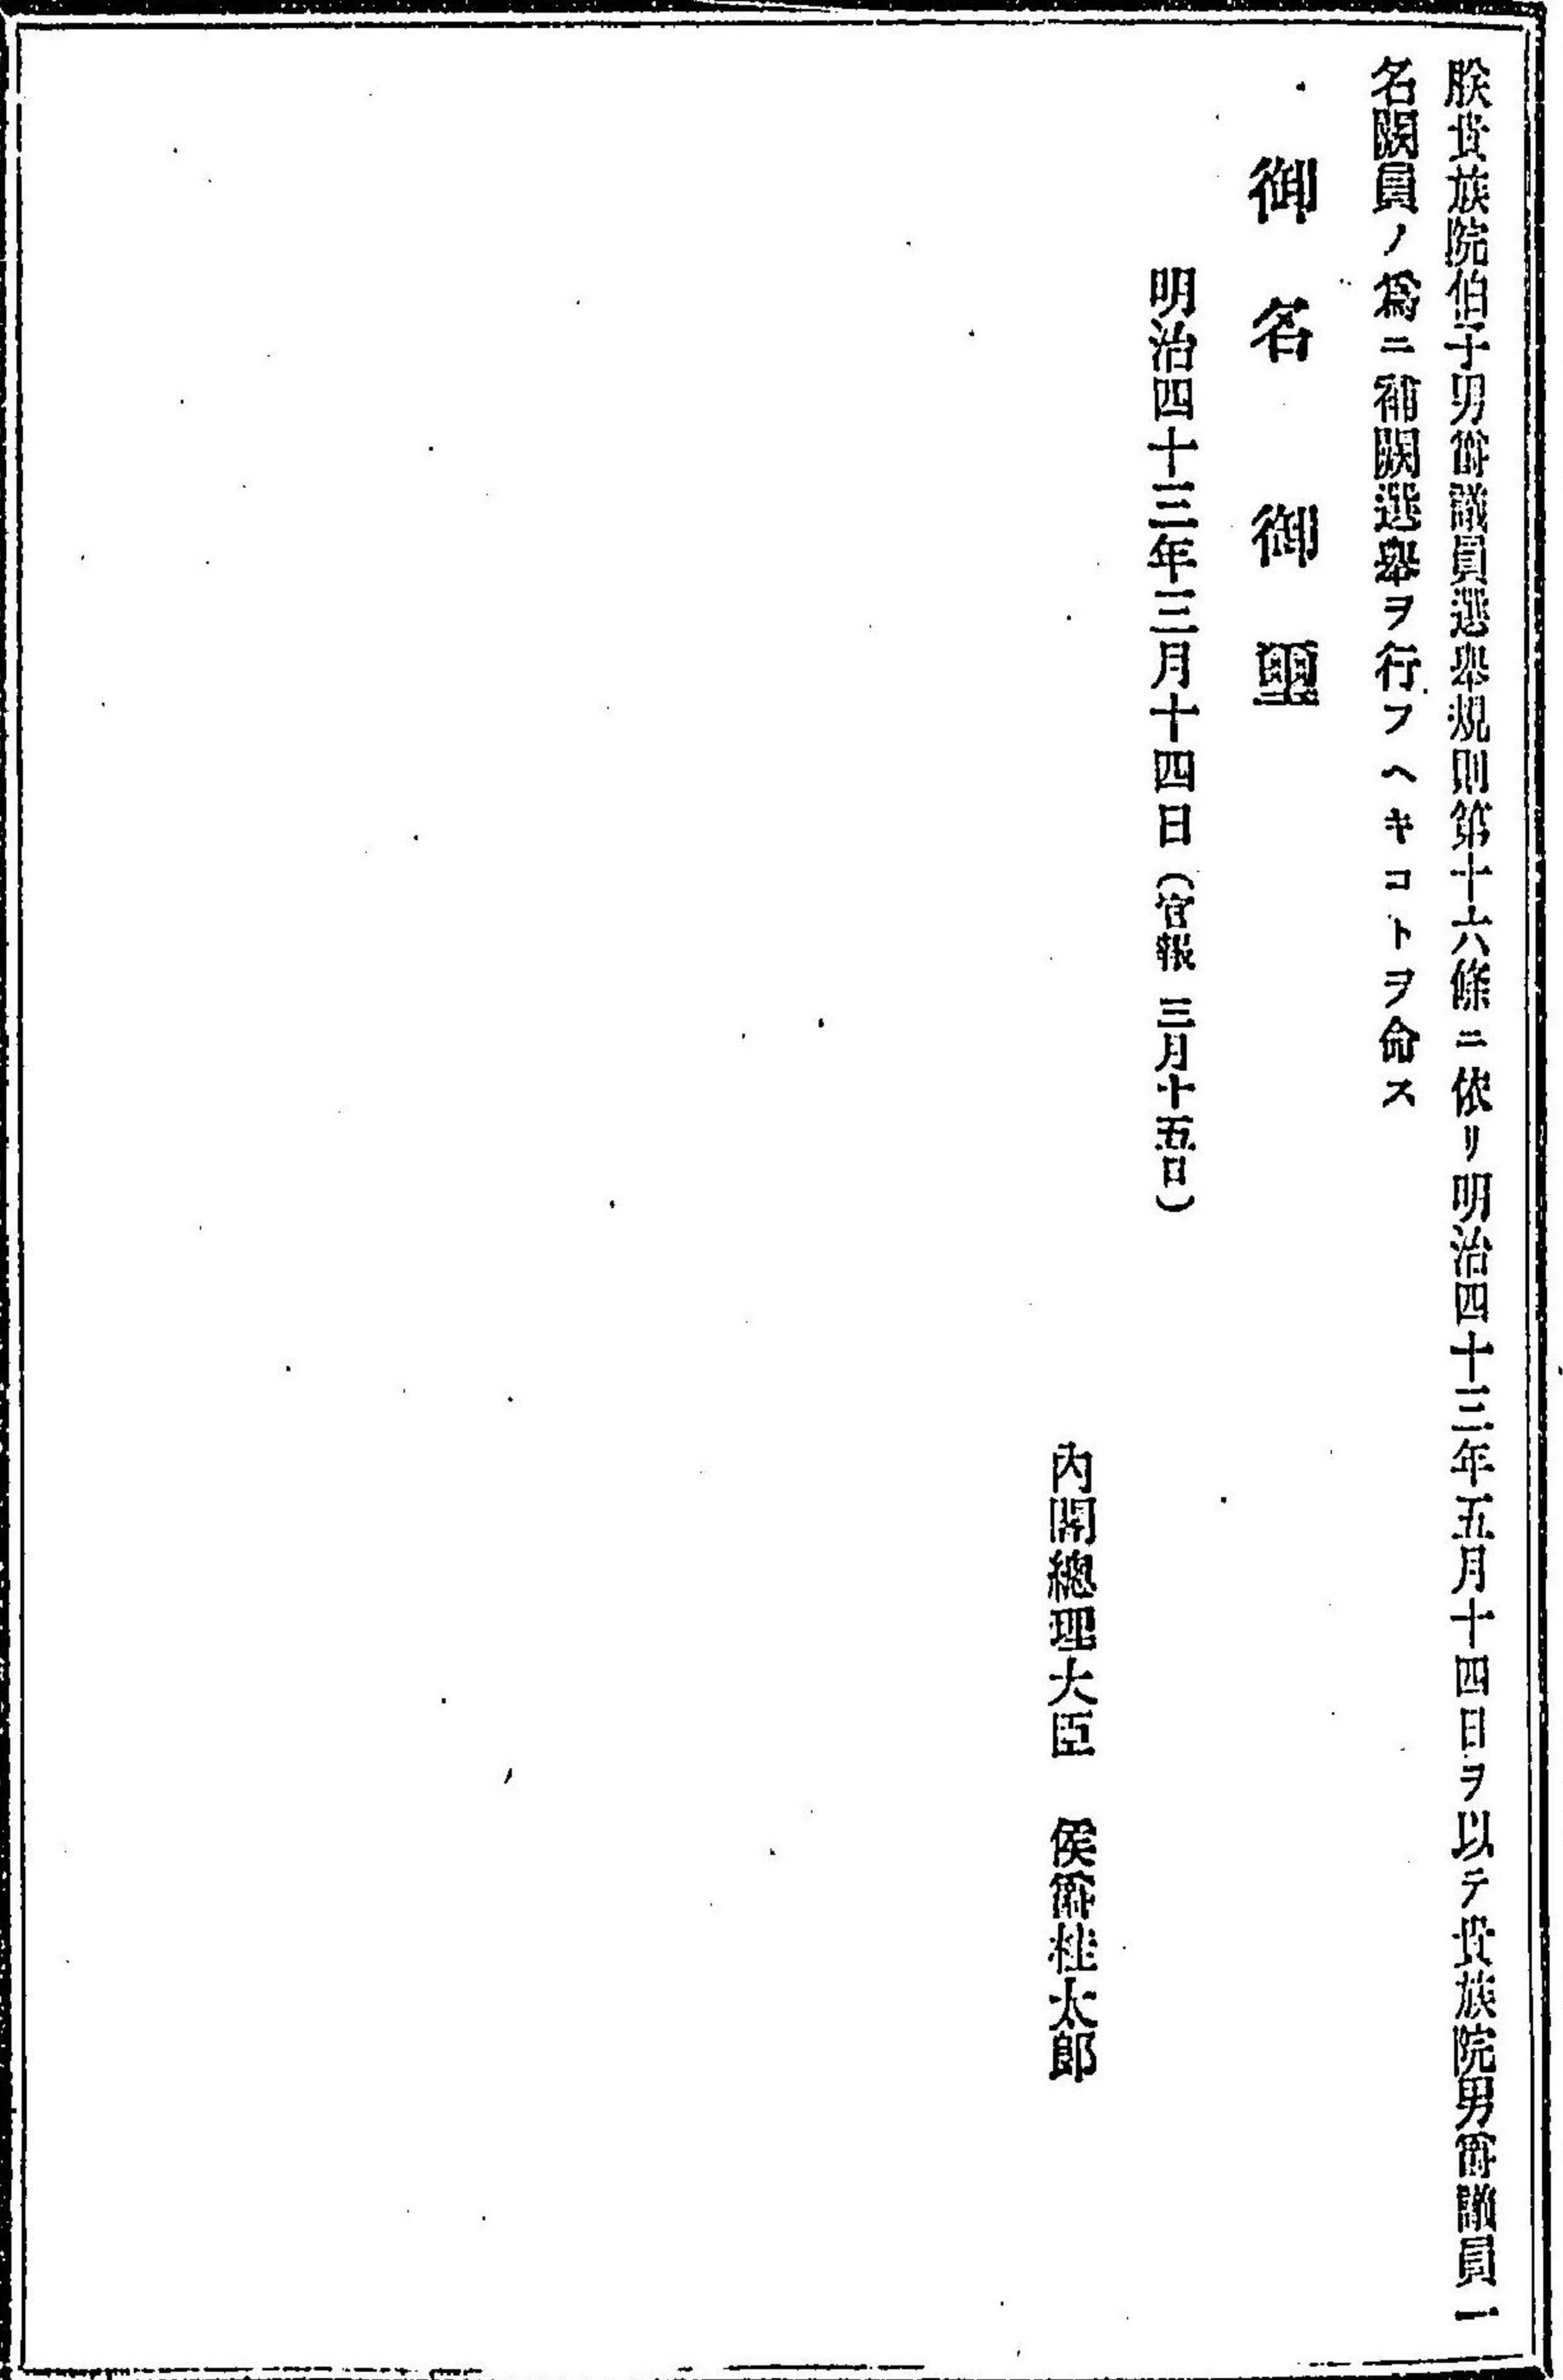 朕貴族院伯子男爵議員選擧規則第十六條ニ依リ明治四十三年五月十四日ヲ以テ貴族院男爵議員一
名闕員ノ爲ニ補闕選擧ヲ行フヘキコトヲ命ス
御名御璽
明治四十三年三月十四日（官報 三月十五日）
內閣總理大臣 侯爵桂太郎